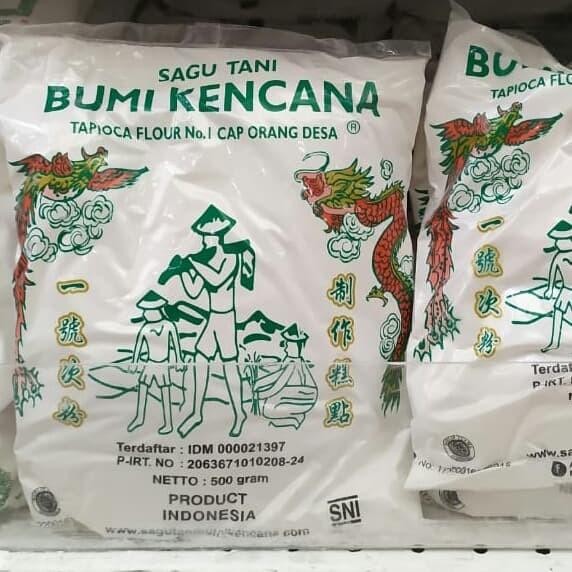 SAGU TANI
BUMI KENCANA
TAPIOCA FLOUR No.1 CAP ORANG DESA ®
一號次粉
制作糕點
Terdaftar : IDM 000021397
P-IRT. NO : 2063671010208-24
NETTO : 500 gram
PRODUCT
INDONESIA
SNI
BU
TAPIOCA FLO
一號次粉
Terdaf
P-IRT.
www.sa